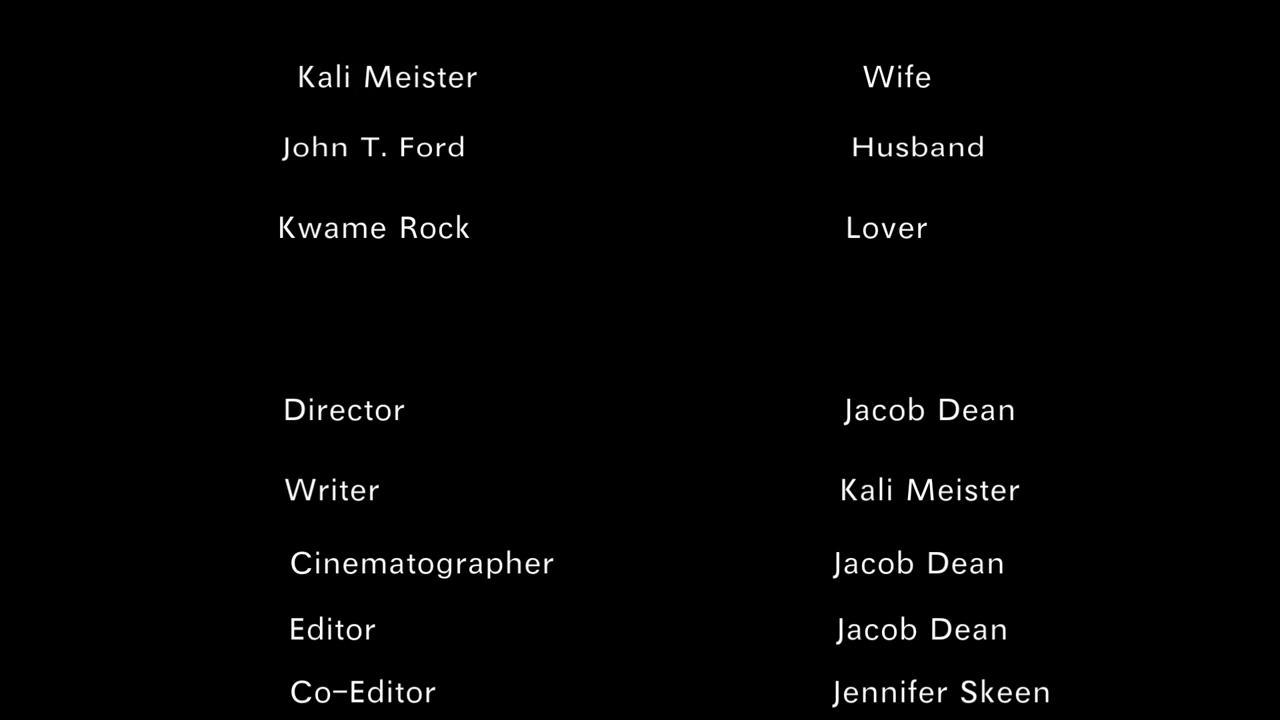 Kali Meister Wife
John T. Ford Husband
Kwame Rock Lover
Director Jacob Dean
Writer Kali Meister
Cinematographer Jacob Dean
Editor Jacob Dean
Co-Editor Jennifer Skeen